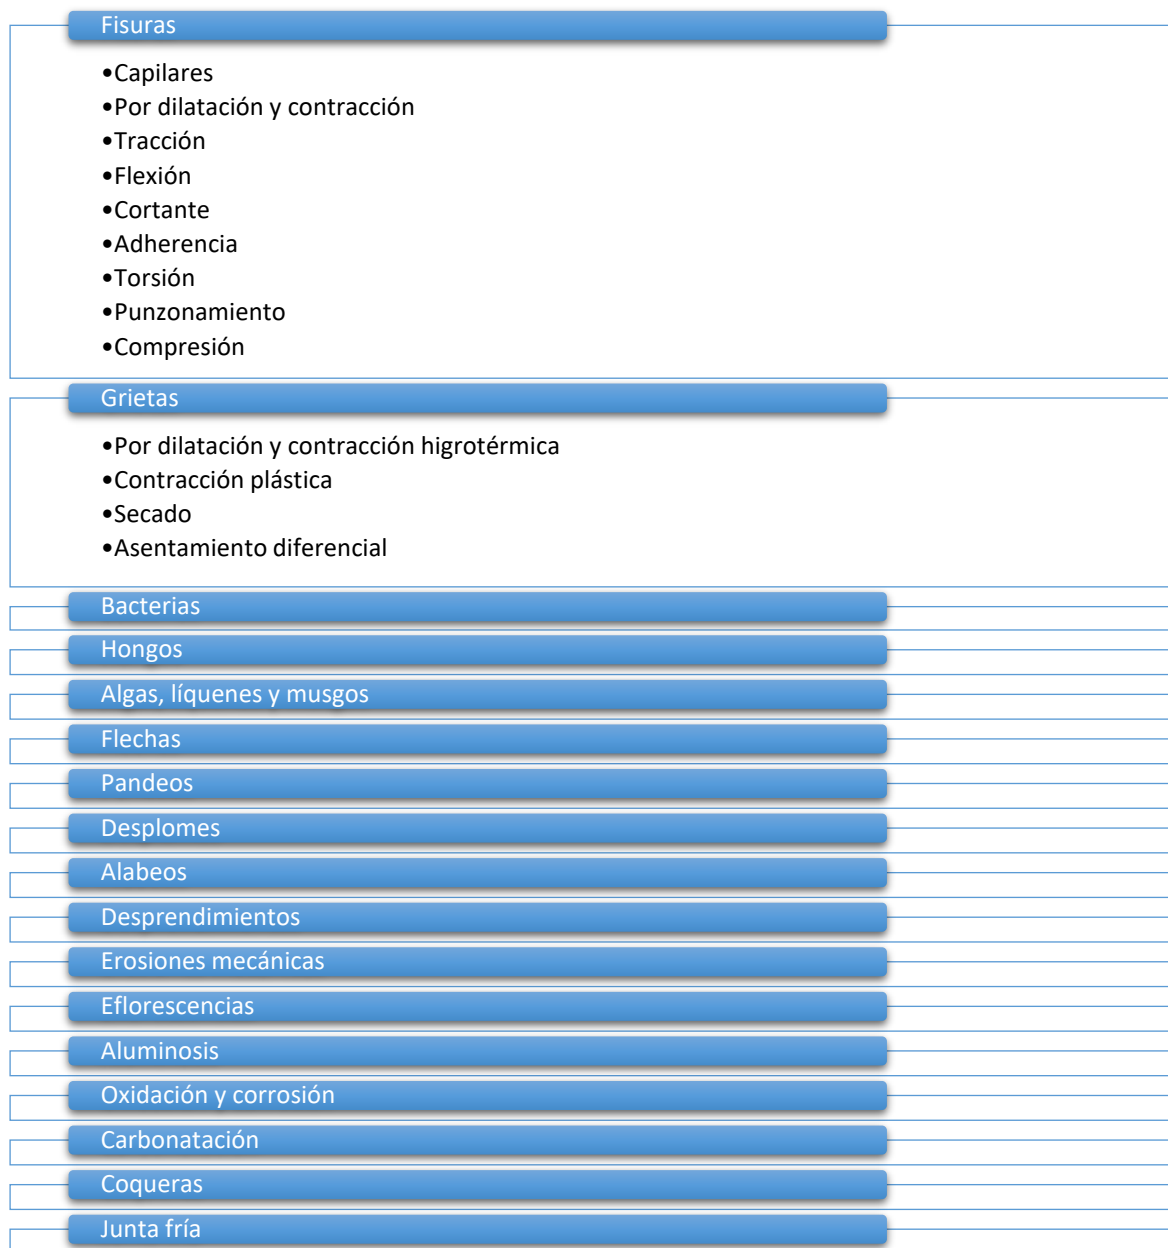 Fisuras
•Capilares
•Por dilatación y contracción
•Tracción
•Flexión
•Cortante
•Adherencia
•Torsión
•Punzonamiento
•Compresión
Grietas
•Por dilatación y contracción higrotérmica
•Contracción plástica
•Secado
•Asentamiento diferencial
Bacterias
Hongos
Algas, líquenes y musgos
Flechas
Pandeos
Desplomes
Alabeos
Desprendimientos
Erosiones mecánicas
Eflorescencias
Aluminosis
Oxidación y corrosión
Carbonatación
Coqueras
Junta fría